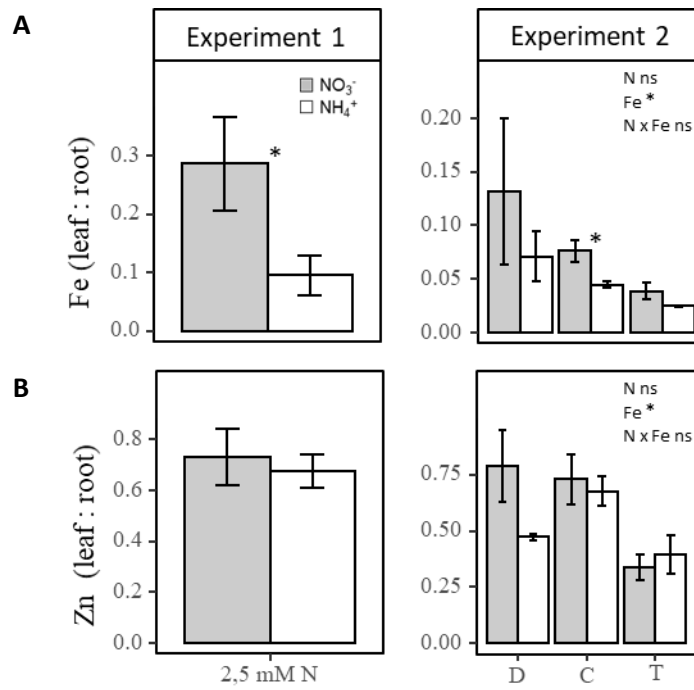 A
Experiment 1
Experiment 2
NO₃⁻
NH₄⁺
N ns
Fe *
N x Fe ns
Fe (leaf : root)
0.3
0.2
0.1
0.0
*
0.20
0.15
0.10
0.05
0.00
*
B
N ns
Fe *
N x Fe ns
Zn (leaf : root)
0.8
0.6
0.4
0.2
0.0
0.75
0.50
0.25
0.00
2,5 mM N
D C T